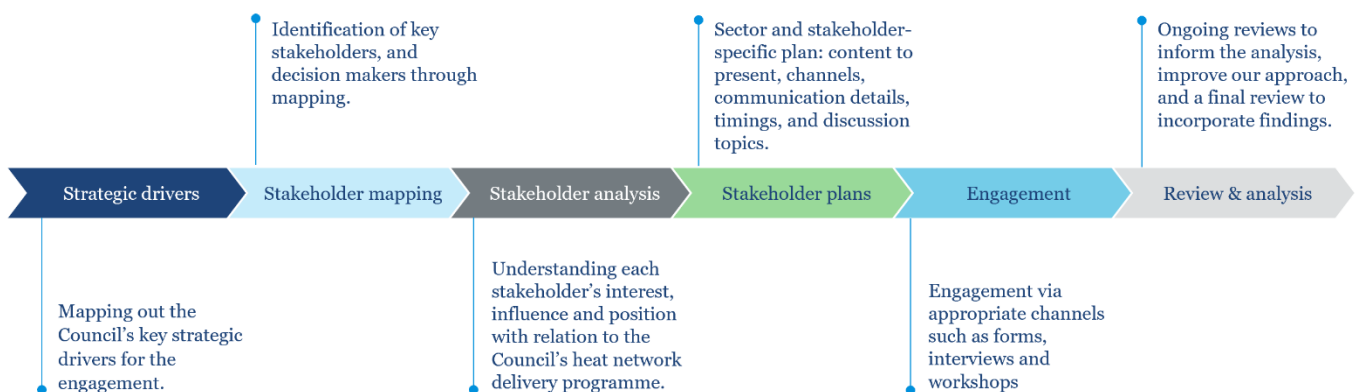 Identification of key
stakeholders, and
decision makers through
mapping.
Sector and stakeholder-
specific plan: content to
present, channels,
communication details,
timings, and discussion
topics.
Ongoing reviews to
inform the analysis,
improve our approach,
and a final review to
incorporate findings.
Strategic drivers
Stakeholder mapping
Stakeholder analysis
Stakeholder plans
Engagement
Review & analysis
Mapping out the
Council’s key strategic
drivers for the
engagement.
Understanding each
stakeholder’s interest,
influence and position
with relation to the
Council’s heat network
delivery programme.
Engagement via
appropriate channels
such as forms,
interviews and
workshops